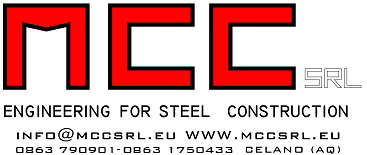 MCC SRL
ENGINEERING FOR STEEL CONSTRUCTION
INFO@MCCSRL.EU WWW.MCCSRL.EU
0863 790901-0863 1750433 CELANO (AQ)